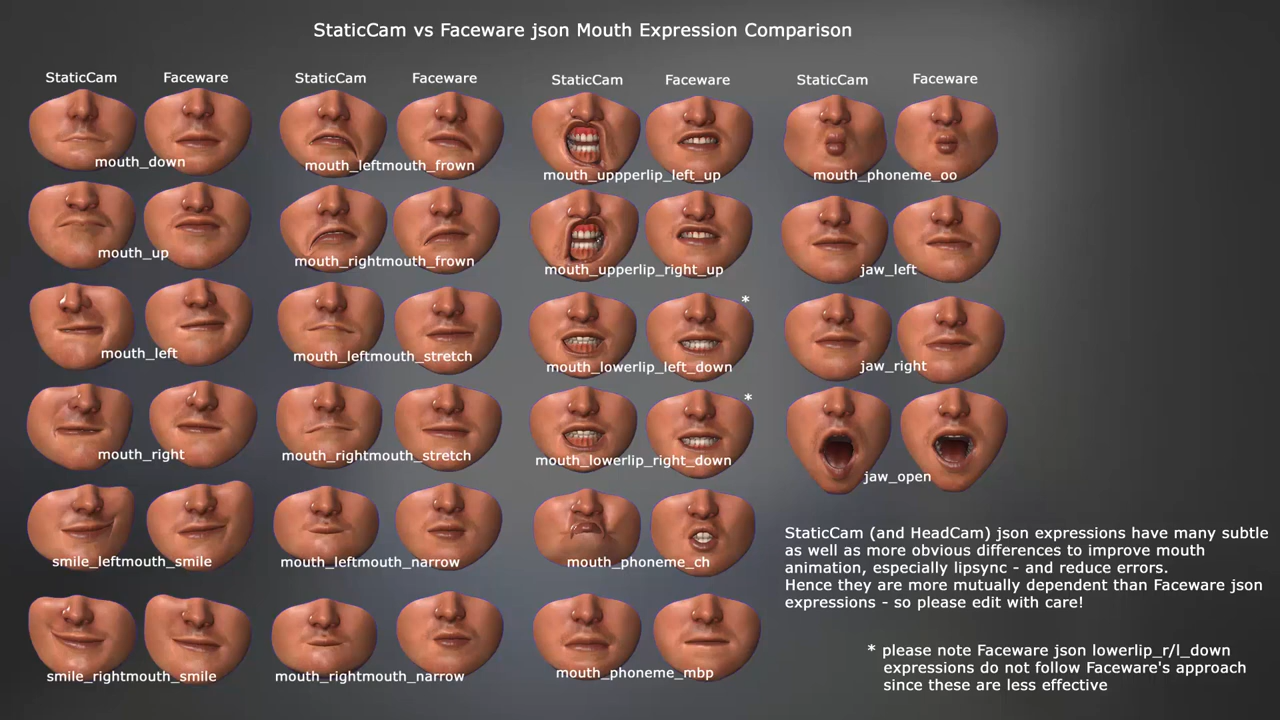 StaticCam vs Faceware json Mouth Expression Comparison
StaticCam Faceware StaticCam Faceware StaticCam Faceware StaticCam Faceware
mouth_down mouth_leftmouth_frown mouth_uppperlip_left_up mouth_phoneme_oo
mouth_up mouth_rightmouth_frown mouth_upperlip_right_up jaw_left
*
mouth_left mouth_leftmouth_stretch mouth_lowerlip_left_down jaw_right
*
mouth_right mouth_rightmouth_stretch mouth_lowerlip_right_down jaw_open
smile_leftmouth_smile mouth_leftmouth_narrow mouth_phoneme_ch
smile_rightmouth_smile mouth_rightmouth_narrow mouth_phoneme_mbp
StaticCam (and HeadCam) json expressions have many subtle
as well as more obvious differences to improve mouth
animation, especially lipsync - and reduce errors.
Hence they are more mutually dependent than Faceware json
expressions - so please edit with care!
* please note Faceware json lowerlip_r/l_down
expressions do not follow Faceware's approach
since these are less effective